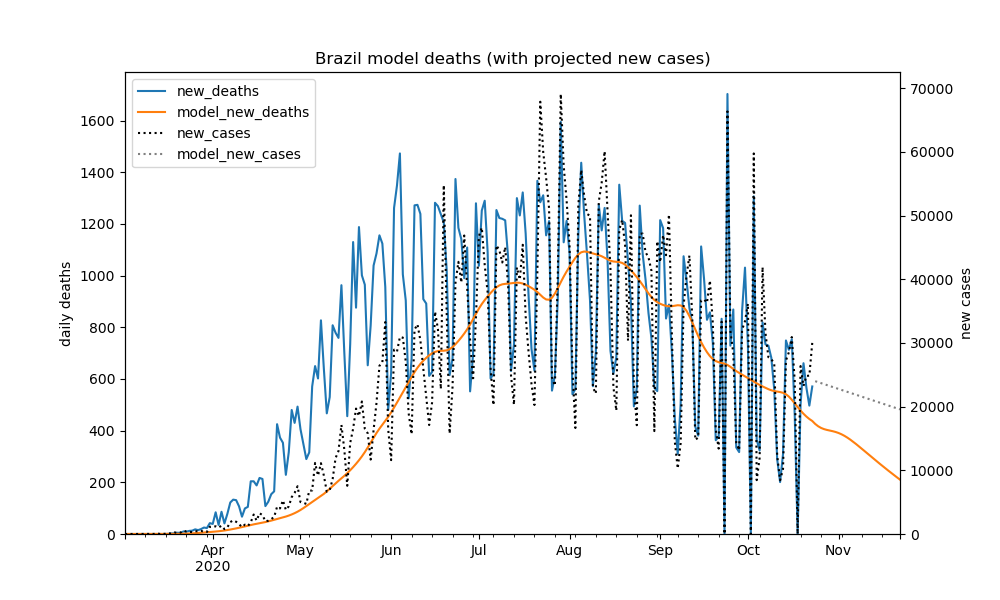 Brazil model deaths (with projected new cases)
new_deaths
model_new_deaths
new_cases
model_new_cases
daily deaths
1600
1400
1200
1000
800
600
400
200
0
new cases
70000
60000
50000
40000
30000
20000
10000
0
Apr
2020
May
Jun
Jul
Aug
Sep
Oct
Nov